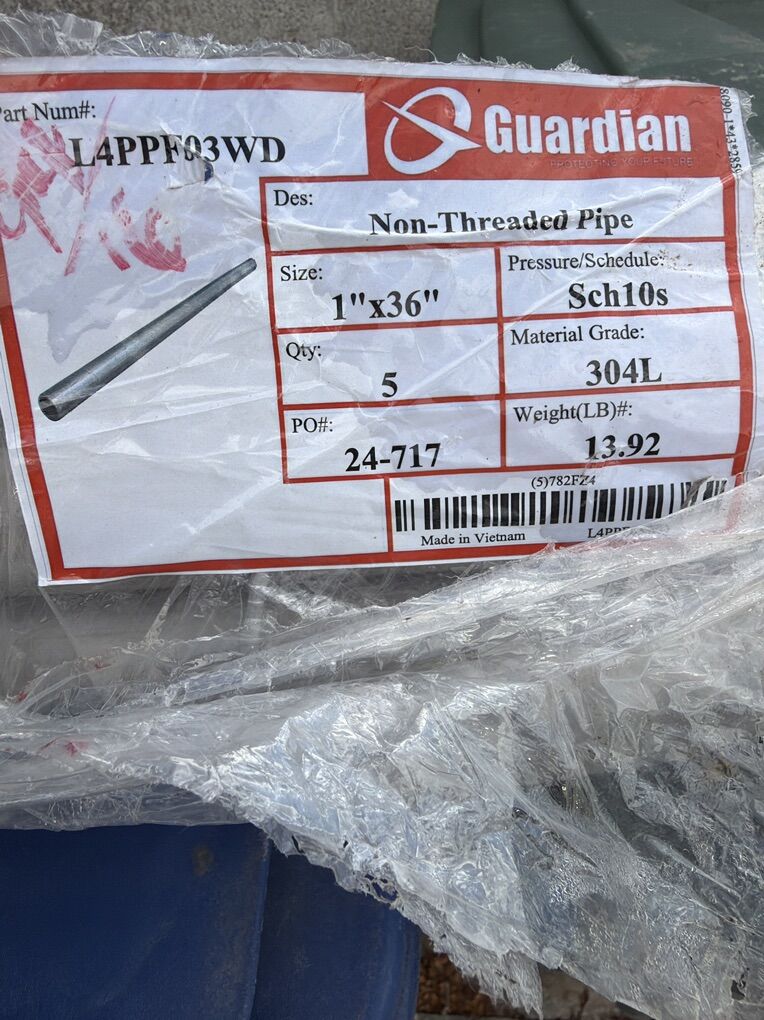 Part Num#:
L4PPF03WD
Guardian
PROTECTING YOUR FUTURE
Des:
Non-Threaded Pipe
Size:
1"x36"
Pressure/Schedule:
Sch10s
Qty:
5
Material Grade:
304L
PO#:
24-717
Weight(LB)#:
13.92
(5)782FZ4
Made in Vietnam